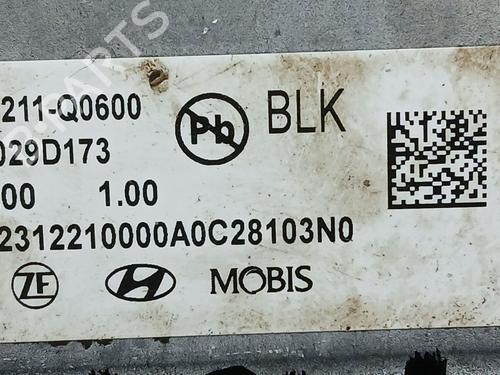 211-Q0600
029D173
00 1.00
2312210000A0C28103N0
Pb
BLK
ZF
MOBIS